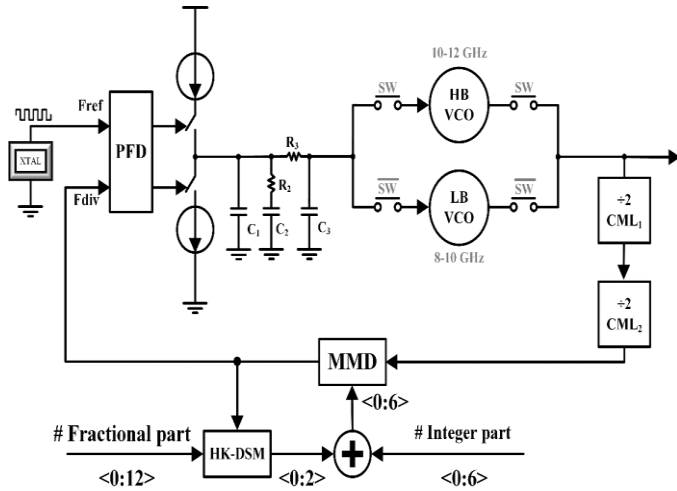 10-12 GHz
SW
HB
VCO
SW
Fref
XTAL
PFD
Fdiv
R3
R2
C1
C2
C3
S̅W̅
LB
VCO
S̅W̅
8-10 GHz
÷2
CML1
÷2
CML2
MMD
<0:6>
# Fractional part
<0:12>
HK-DSM
<0:2>
+
# Integer part
<0:6>